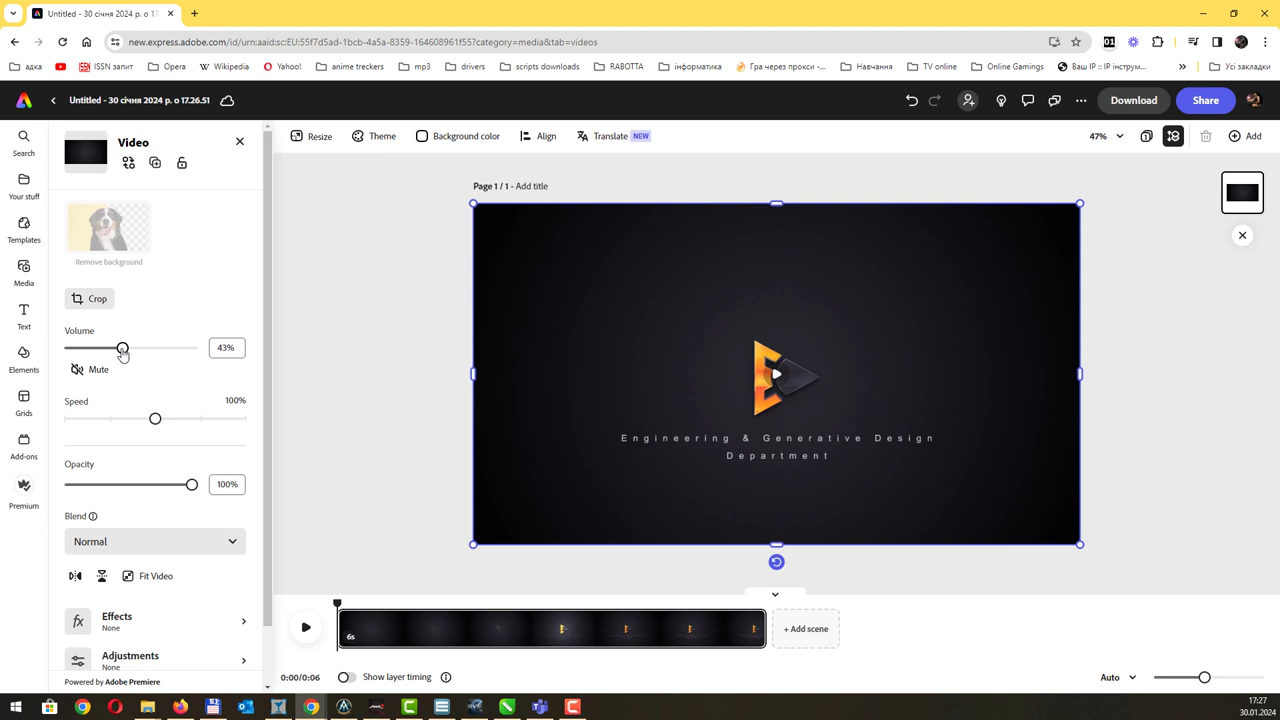 Untitled - 30 січня 2024 р. о 17.2
new.express.adobe.com/id/urn:aaid:sc:EU:55f7d5ad-1bcb-4a5a-8359-164608961f55?category=media&tab=videos
адка
ISSN запит
Opera
Wikipedia
Yahoo!
anime treckers
mp3
drivers
scripts downloads
RABOTTA
інформатика
Гра через прокси -...
Навчання
TV online
Online Gamings
Ваш IP :: IP інструм...
Усі закладки
Untitled - 30 січня 2024 р. о 17.26.51
Download
Share
Search
Your stuff
Templates
Media
Text
Elements
Grids
Add-ons
Premium
Video
Remove background
Crop
Volume
43%
Mute
Speed
100%
Opacity
100%
Blend
Normal
Fit Video
fx
Effects
None
Adjustments
None
Powered by Adobe Premiere
Resize
Theme
Background color
Align
Translate NEW
47%
Add
Page 1 / 1 - Add title
Engineering & Generative Design
Department
6s
+ Add scene
0:00/0:06
Show layer timing
Auto
17:27
30.01.2024